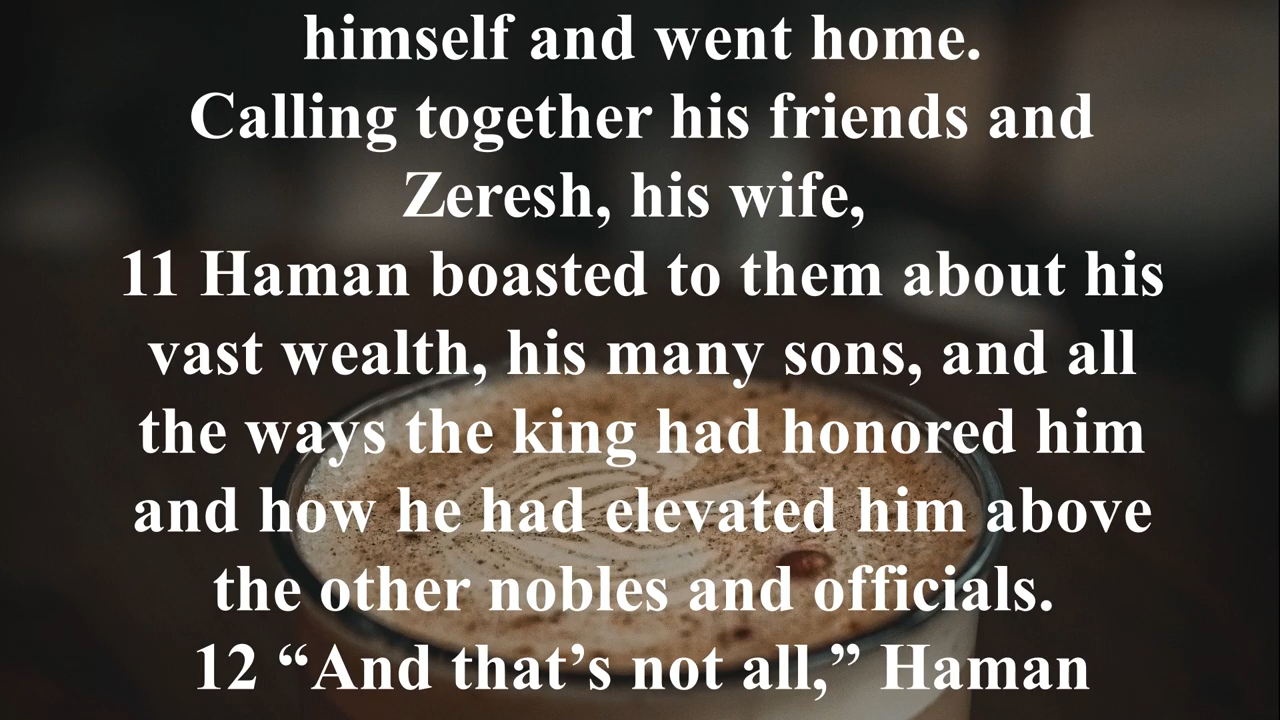 himself and went home.
Calling together his friends and
Zeresh, his wife,
11 Haman boasted to them about his
vast wealth, his many sons, and all
the ways the king had honored him
and how he had elevated him above
the other nobles and officials.
12 “And that’s not all,” Haman